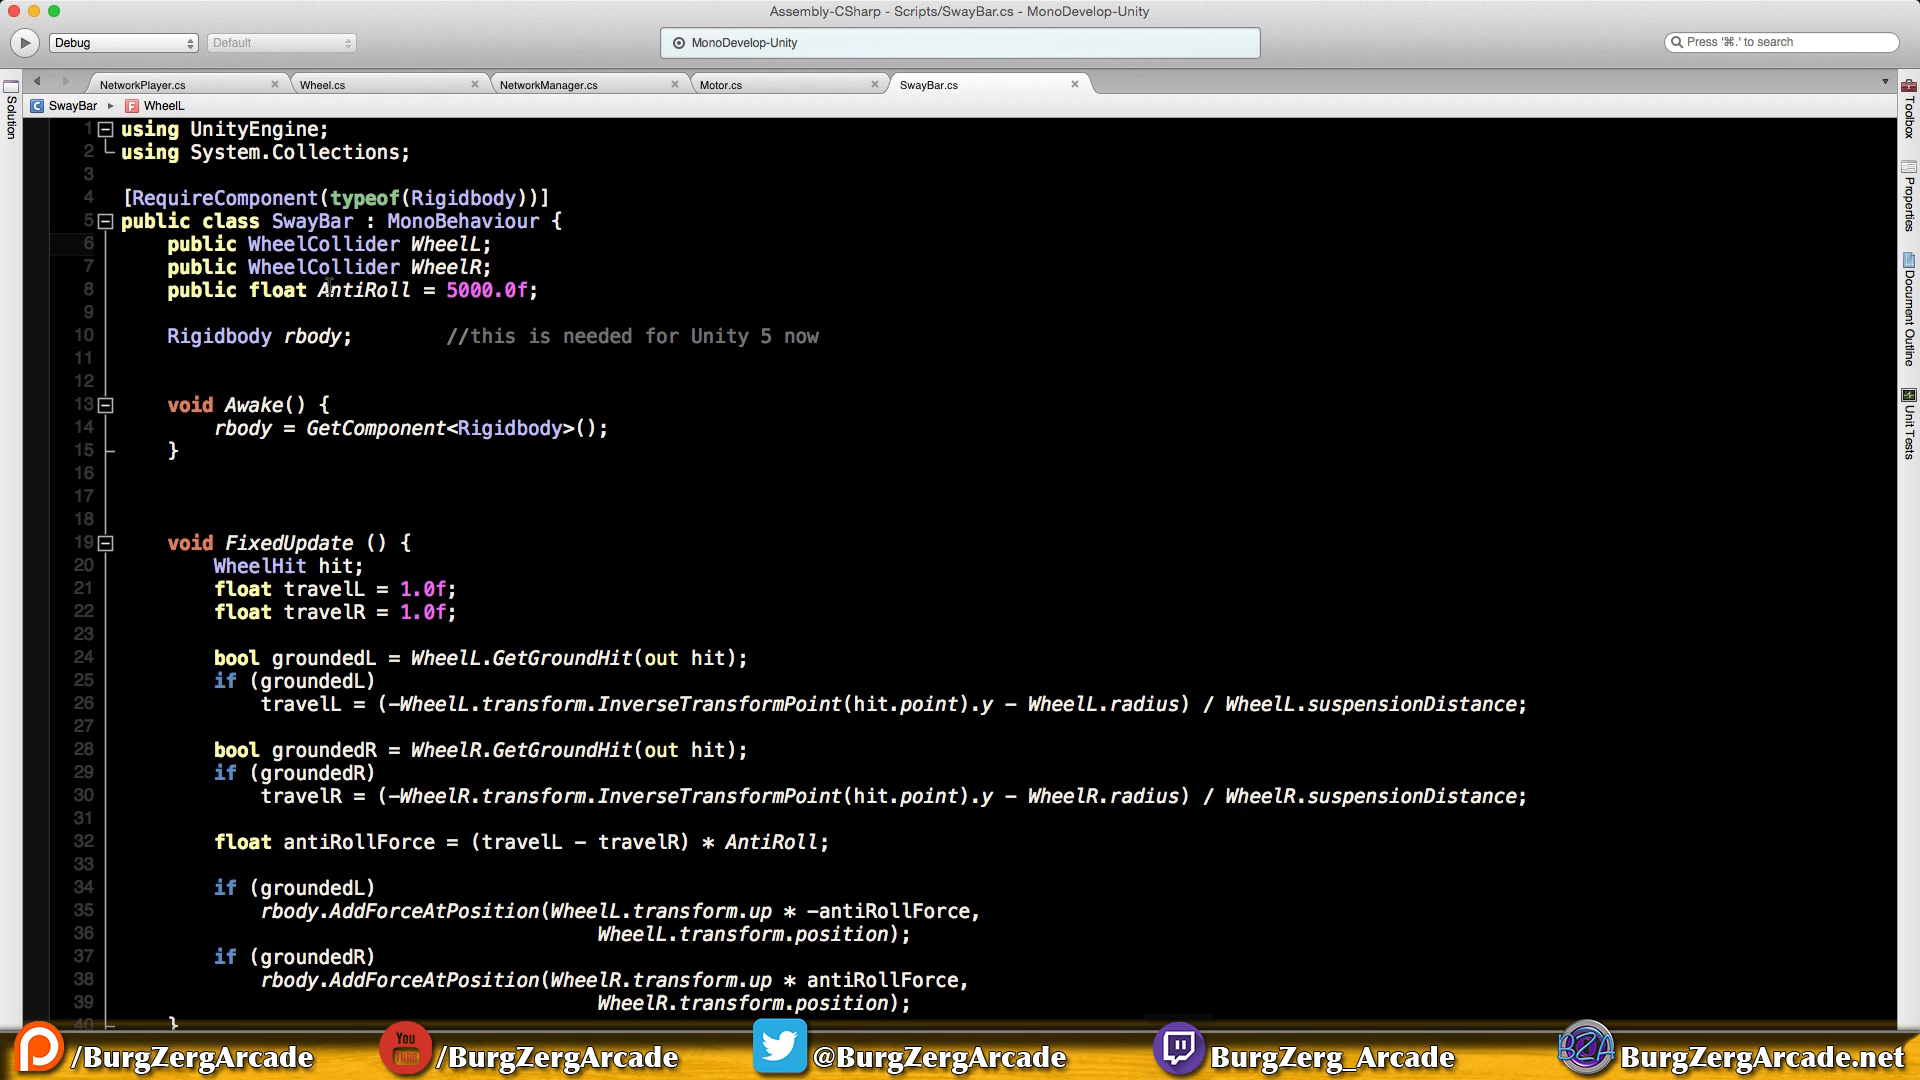 Assembly-CSharp - Scripts/SwayBar.cs - MonoDevelop-Unity
Debug
Default
MonoDevelop-Unity
Press '⌘.' to search
NetworkPlayer.cs
Wheel.cs
NetworkManager.cs
Motor.cs
SwayBar.cs
SwayBar
WheelL
Solution
Toolbox
Properties
Document Outline
Unit Tests
1 using UnityEngine;
2 using System.Collections;
3
4 [RequireComponent(typeof(Rigidbody))]
5 public class SwayBar : MonoBehaviour {
6 public WheelCollider WheelL;
7 public WheelCollider WheelR;
8 public float AntiRoll = 5000.0f;
9
10 Rigidbody rbody; //this is needed for Unity 5 now
11
12
13 void Awake() {
14 rbody = GetComponent<Rigidbody>();
15 }
16
17
18
19 void FixedUpdate () {
20 WheelHit hit;
21 float travelL = 1.0f;
22 float travelR = 1.0f;
23
24 bool groundedL = WheelL.GetGroundHit(out hit);
25 if (groundedL)
26 travelL = (-WheelL.transform.InverseTransformPoint(hit.point).y - WheelL.radius) / WheelL.suspensionDistance;
27
28 bool groundedR = WheelR.GetGroundHit(out hit);
29 if (groundedR)
30 travelR = (-WheelR.transform.InverseTransformPoint(hit.point).y - WheelR.radius) / WheelR.suspensionDistance;
31
32 float antiRollForce = (travelL - travelR) * AntiRoll;
33
34 if (groundedL)
35 rbody.AddForceAtPosition(WheelL.transform.up * -antiRollForce,
36 WheelL.transform.position);
37 if (groundedR)
38 rbody.AddForceAtPosition(WheelR.transform.up * antiRollForce,
39 WheelR.transform.position);
40 }
/BurgZergArcade
You Tube
/BurgZergArcade
@BurgZergArcade
BurgZerg_Arcade
BZA
BurgZergArcade.net